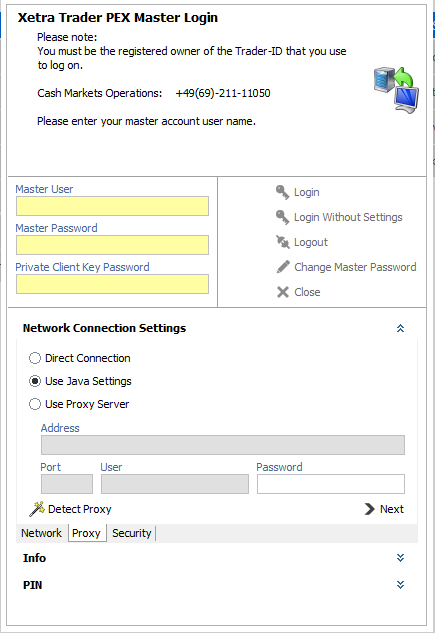 Xetra Trader PEX Master Login
Please note:
You must be the registered owner of the Trader-ID that you use
to log on.
Cash Markets Operations: +49(69)-211-11050
Please enter your master account user name.
Master User
Master Password
Private Client Key Password
Login
Login Without Settings
Logout
Change Master Password
Close
Network Connection Settings
Direct Connection
Use Java Settings
Use Proxy Server
Address
Port User Password
Detect Proxy Next
Network Proxy Security
Info
PIN